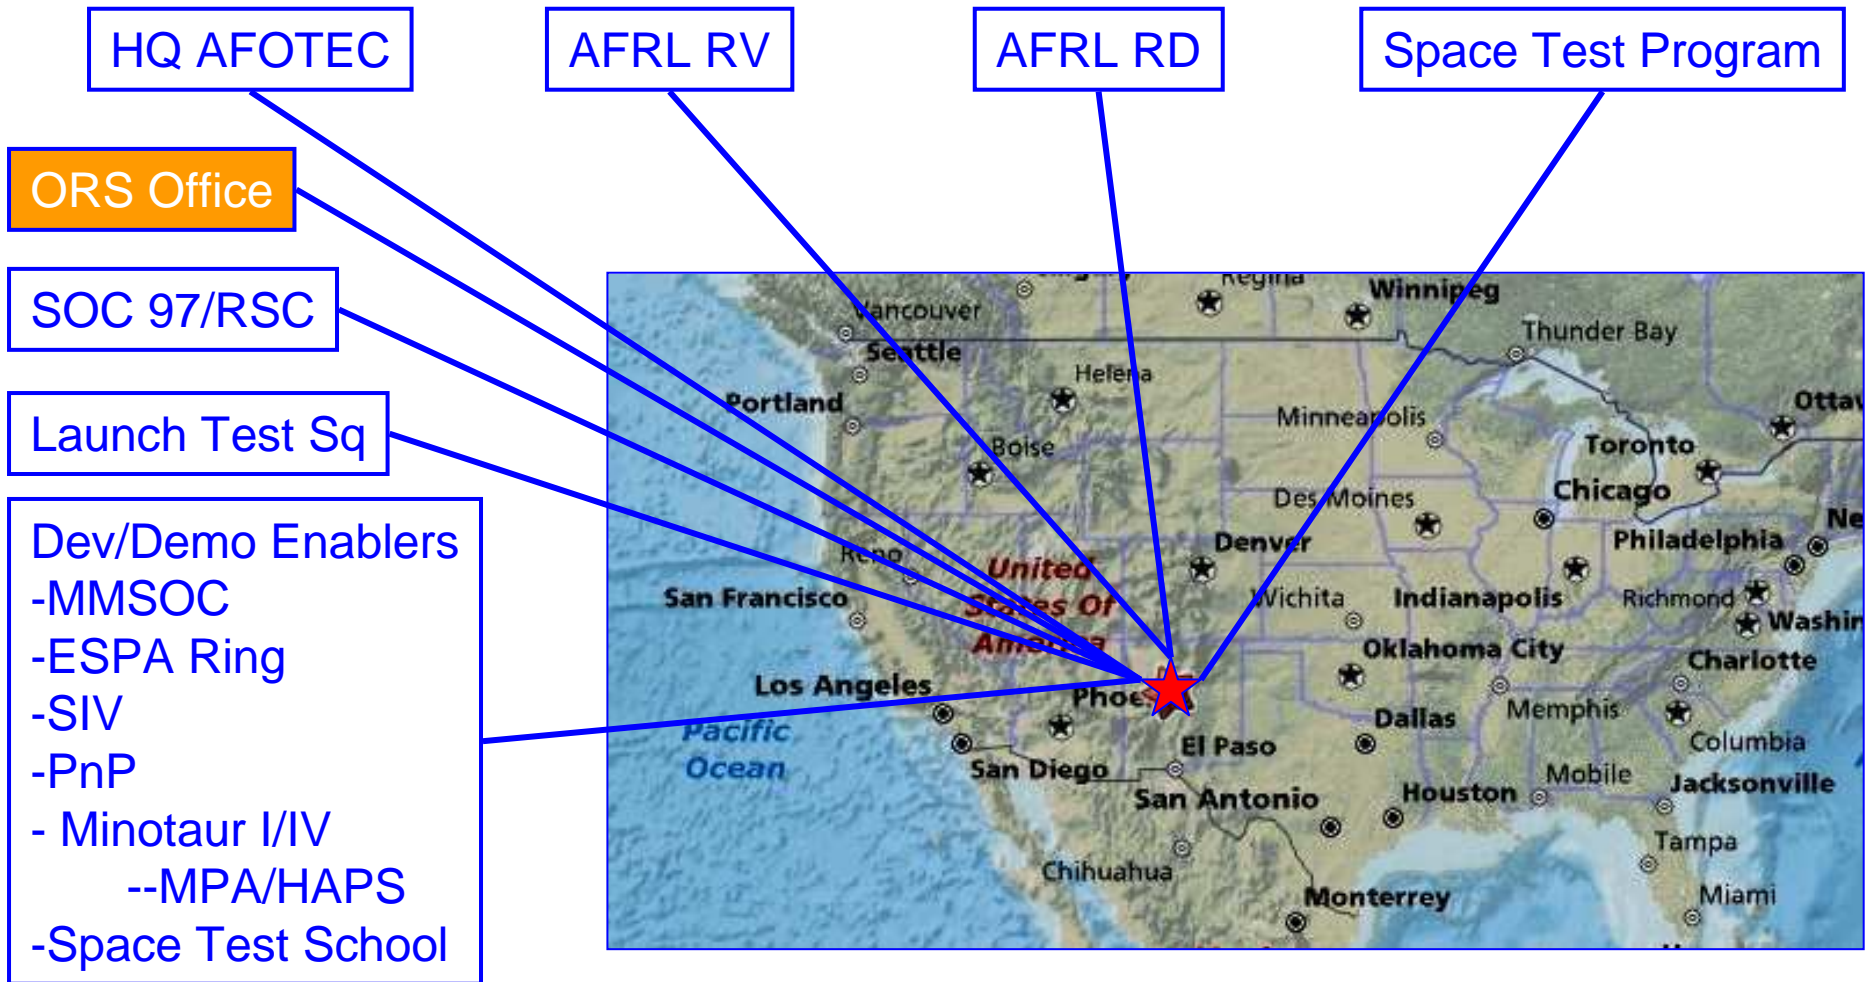 HQ AFOTEC
AFRL RV
AFRL RD
Space Test Program
ORS Office
SOC 97/RSC
Launch Test Sq
Dev/Demo Enablers
-MMSOC
-ESPA Ring
-SIV
-PnP
- Minotaur I/IV
--MPA/HAPS
-Space Test School
Regina
Winnipeg
Vancouver
Thunder Bay
Seattle
Helena
Portland
Ottav
Minneapolis
Toronto
Boise
Chicago
Des Moines
Ne
Denver
Philadelphia
Reno
United
States Of
America
San Francisco
Wichita
Indianapolis
Richmond
Washin
Oklahoma City
Charlotte
Los Angeles
Phoe
Memphis
Dallas
Pacific
Ocean
El Paso
Columbia
San Diego
Mobile
Jacksonville
San Antonio
Houston
Tampa
Chihuahua
Monterrey
Miami